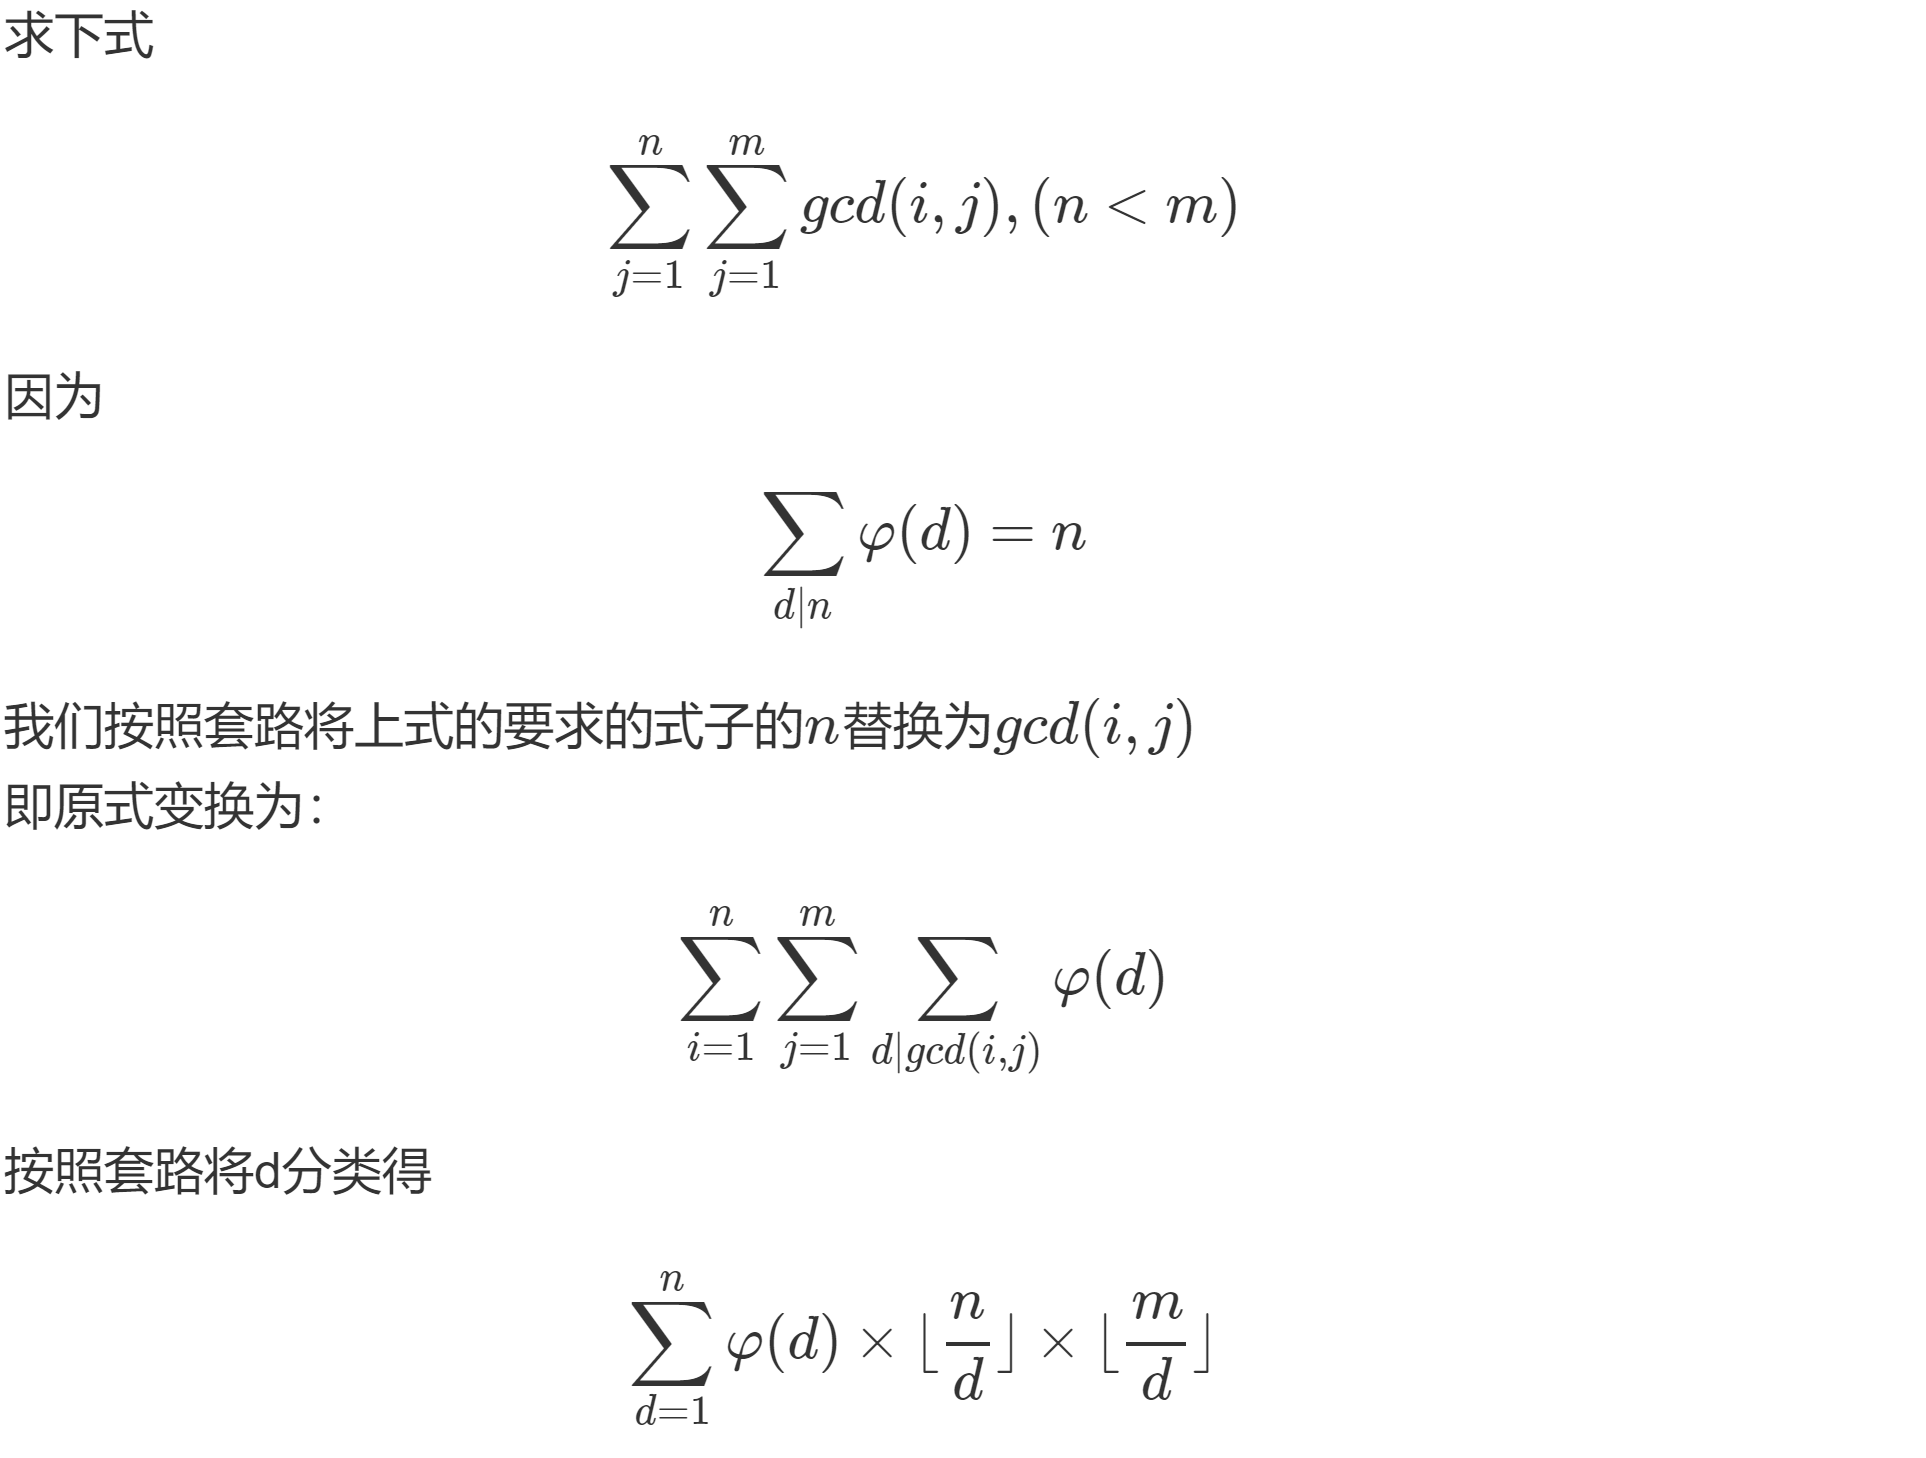 求下式
$$\sum_{j=1}^{n}\sum_{j=1}^{m}gcd(i,j),(n<m)$$
因为
$$\sum_{d|n}\varphi(d)=n$$
我们按照套路将上式的要求的式子的$n$替换为$gcd(i,j)$
即原式变换为：
$$\sum_{i=1}^{n}\sum_{j=1}^{m}\sum_{d|gcd(i,j)}\varphi(d)$$
按照套路将d分类得
$$\sum_{d=1}^{n}\varphi(d)\times\lfloor\frac{n}{d}\rfloor\times\lfloor\frac{m}{d}\rfloor$$